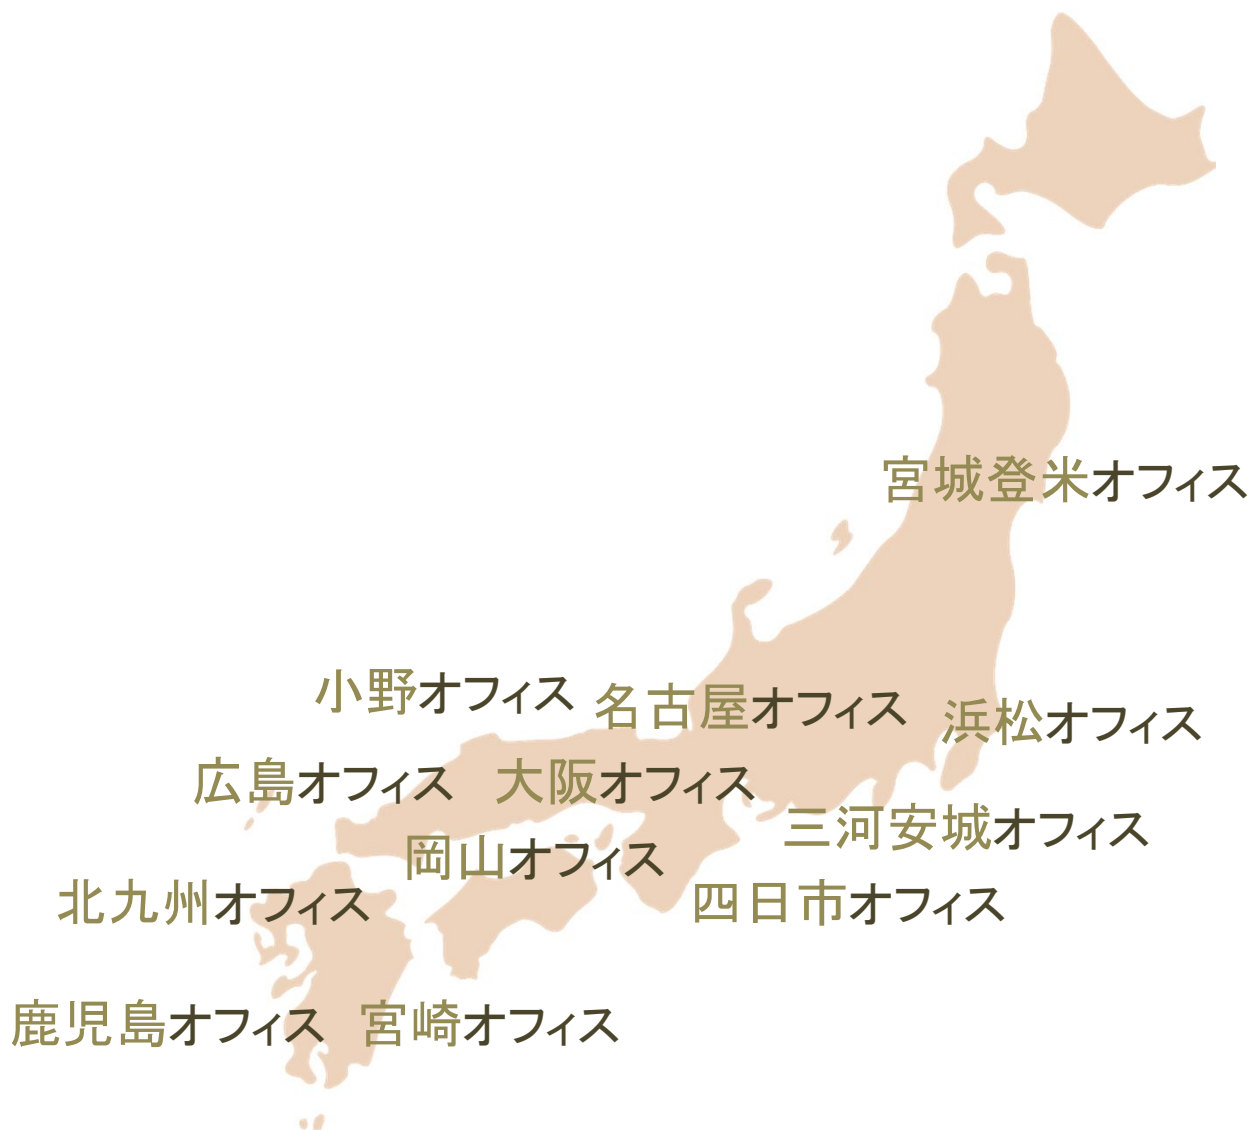 宮城登米オフィス
小野オフィス
名古屋オフィス
浜松オフィス
広島オフィス
大阪オフィス
三河安城オフィス
岡山オフィス
北九州オフィス
四日市オフィス
鹿児島オフィス
宮崎オフィス